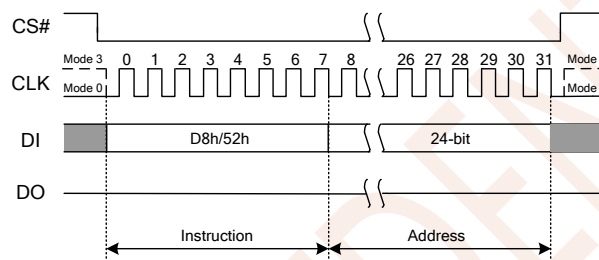 CS#
Mode 3 0 1 2 3 4 5 6 7 8 26 27 28 29 30 31 Mode
CLK
Mode 0 Mode
DI D8h/52h 24-bit
DO
Instruction Address